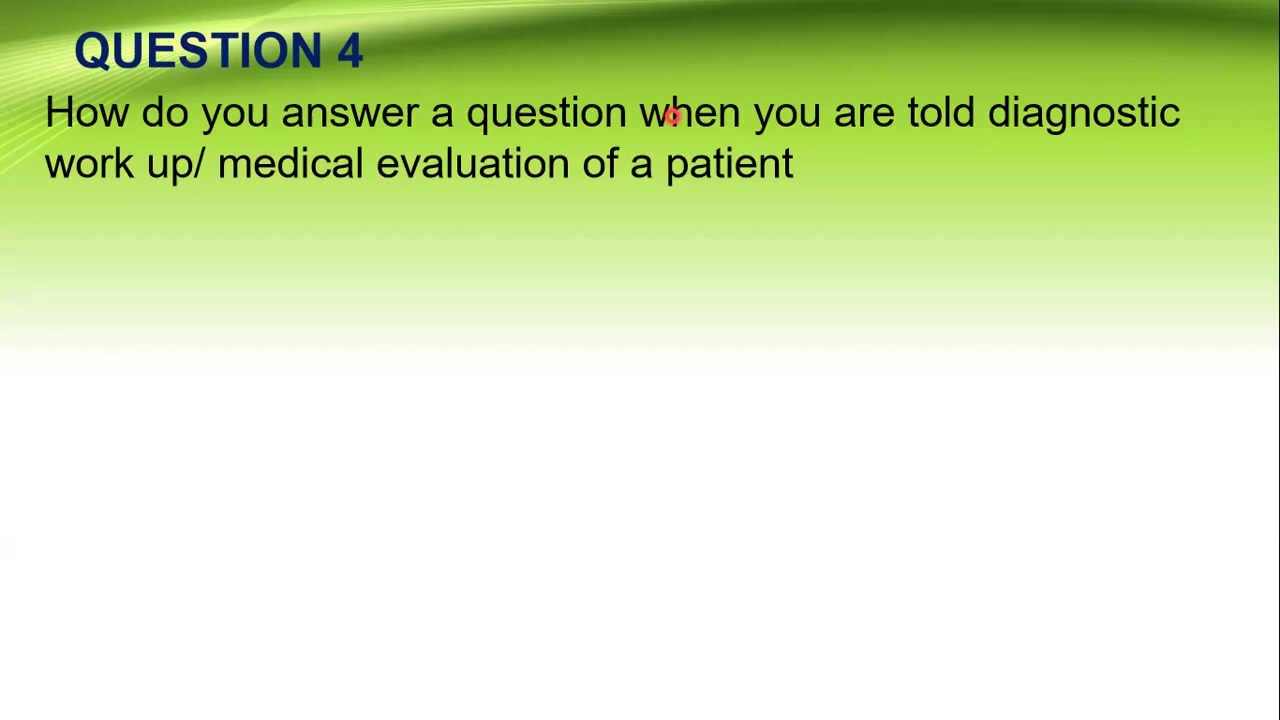 QUESTION 4
How do you answer a question when you are told diagnostic
work up/ medical evaluation of a patient